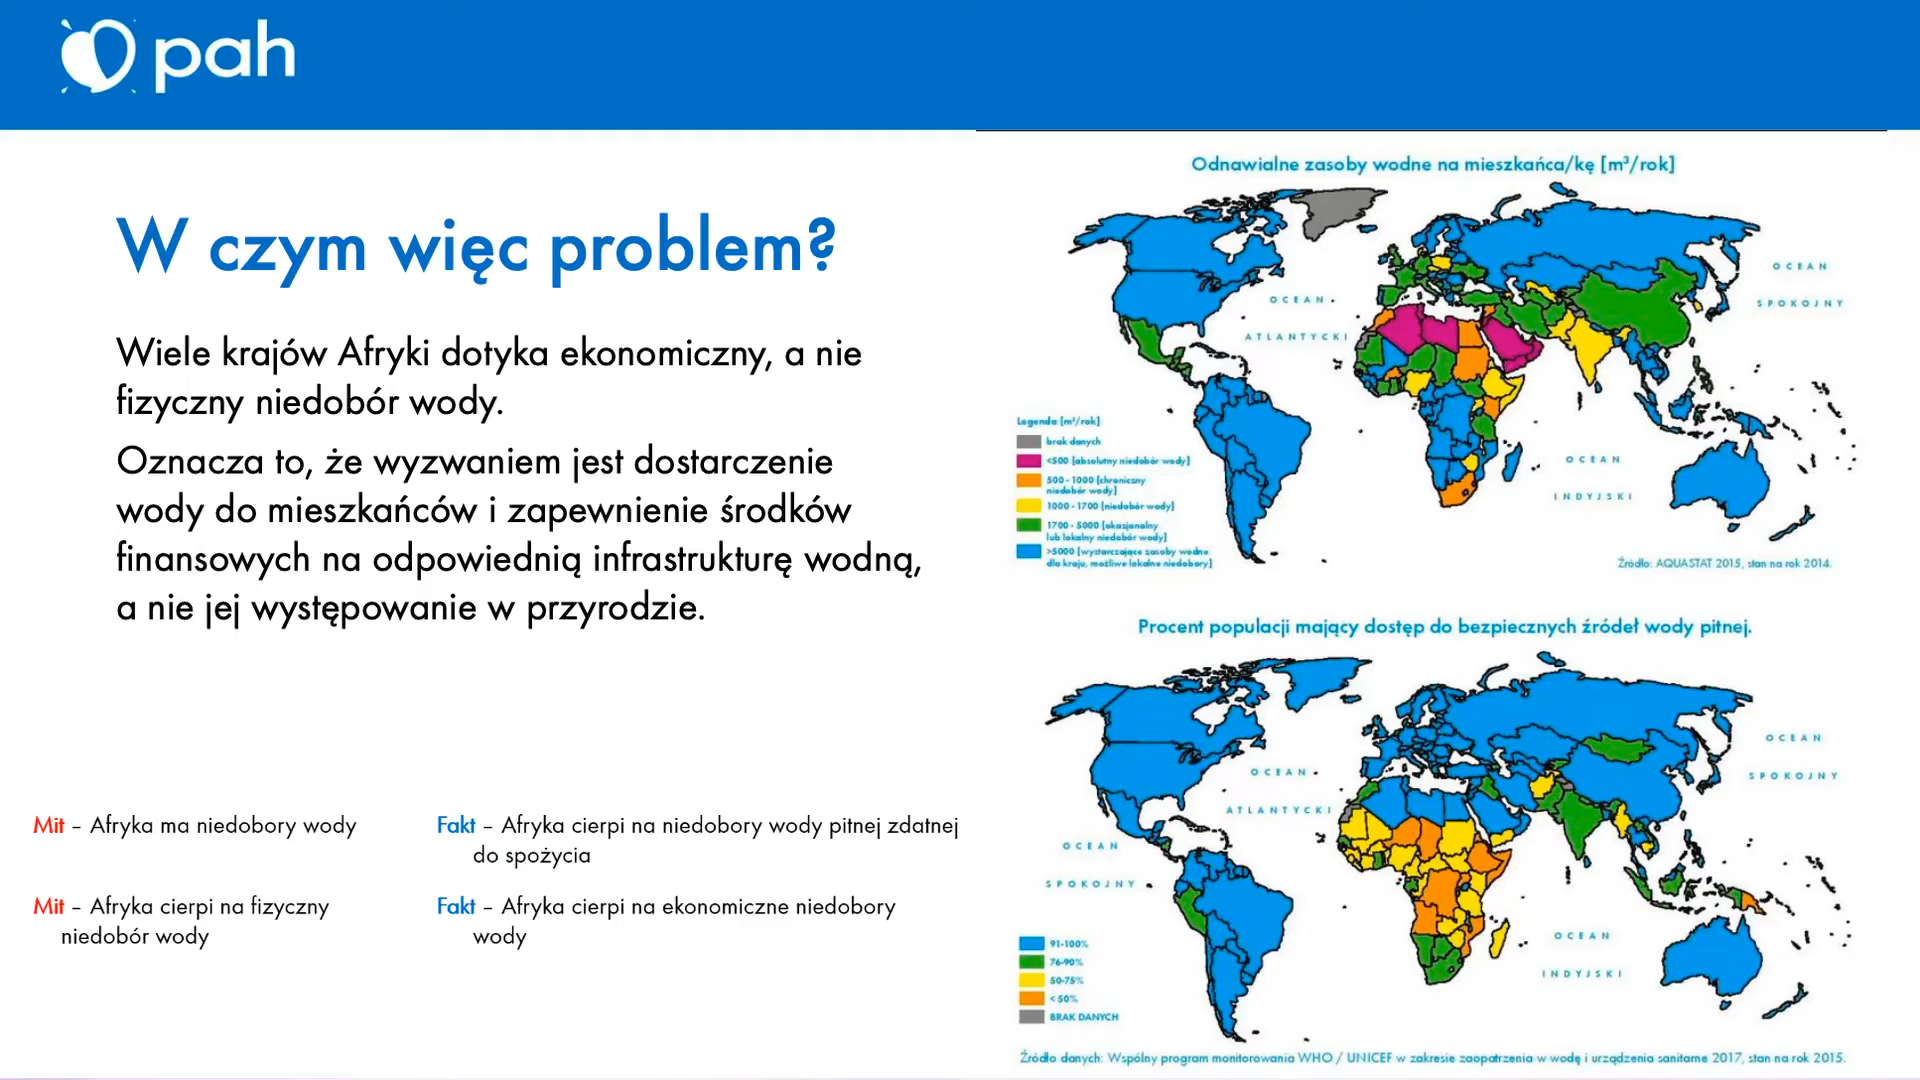 pah
W czym więc problem?
Wiele krajów Afryki dotyka ekonomiczny, a nie
fizyczny niedobór wody.
Oznacza to, że wyzwaniem jest dostarczenie
wody do mieszkańców i zapewnienie środków
finansowych na odpowiednią infrastrukturę wodną,
a nie jej występowanie w przyrodzie.
Mit – Afryka ma niedobory wody
Fakt – Afryka cierpi na niedobory wody pitnej zdatnej
do spożycia
Mit – Afryka cierpi na fizyczny
niedobór wody
Fakt – Afryka cierpi na ekonomiczne niedobory
wody
Odnawialne zasoby wodne na mieszkańca/kę [m³/rok]
OCEAN
SPOKOJNY
OCEAN
ATLANTYCKI
OCEAN
INDYJSKI
Legenda [m³/rok]
brak danych
<500 [absolutny niedobór wody]
500 - 1000 [chroniczny
niedobór wody]
1000 - 1700 [niedobór wody]
1700 - 5000 [okazjonalny
lub lokalny niedobór wody]
>5000 [wystarczające zasoby wodne
dla kraju, możliwe lokalne niedobory]
Źródło: AQUASTAT 2015, stan na rok 2014.
Procent populacji mający dostęp do bezpiecznych źródeł wody pitnej.
OCEAN
SPOKOJNY
OCEAN
ATLANTYCKI
OCEAN
SPOKOJNY
OCEAN
INDYJSKI
91-100%
76-90%
50-75%
< 50%
BRAK DANYCH
Źródło danych: Wspólny program monitorowania WHO / UNICEF w zakresie zaopatrzenia w wodę i urządzenia sanitarne 2017, stan na rok 2015.